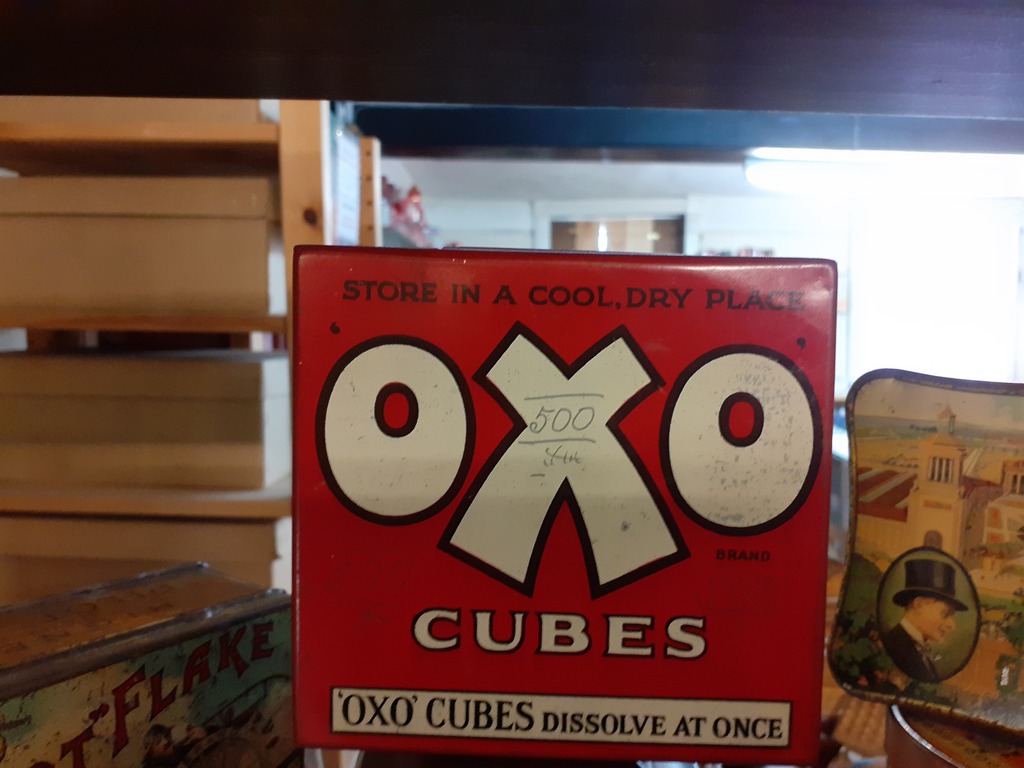 STORE IN A COOL, DRY PLACE
'OXO'
500
BRAND
CUBES
'OXO' CUBES DISSOLVE AT ONCE
FLAKE